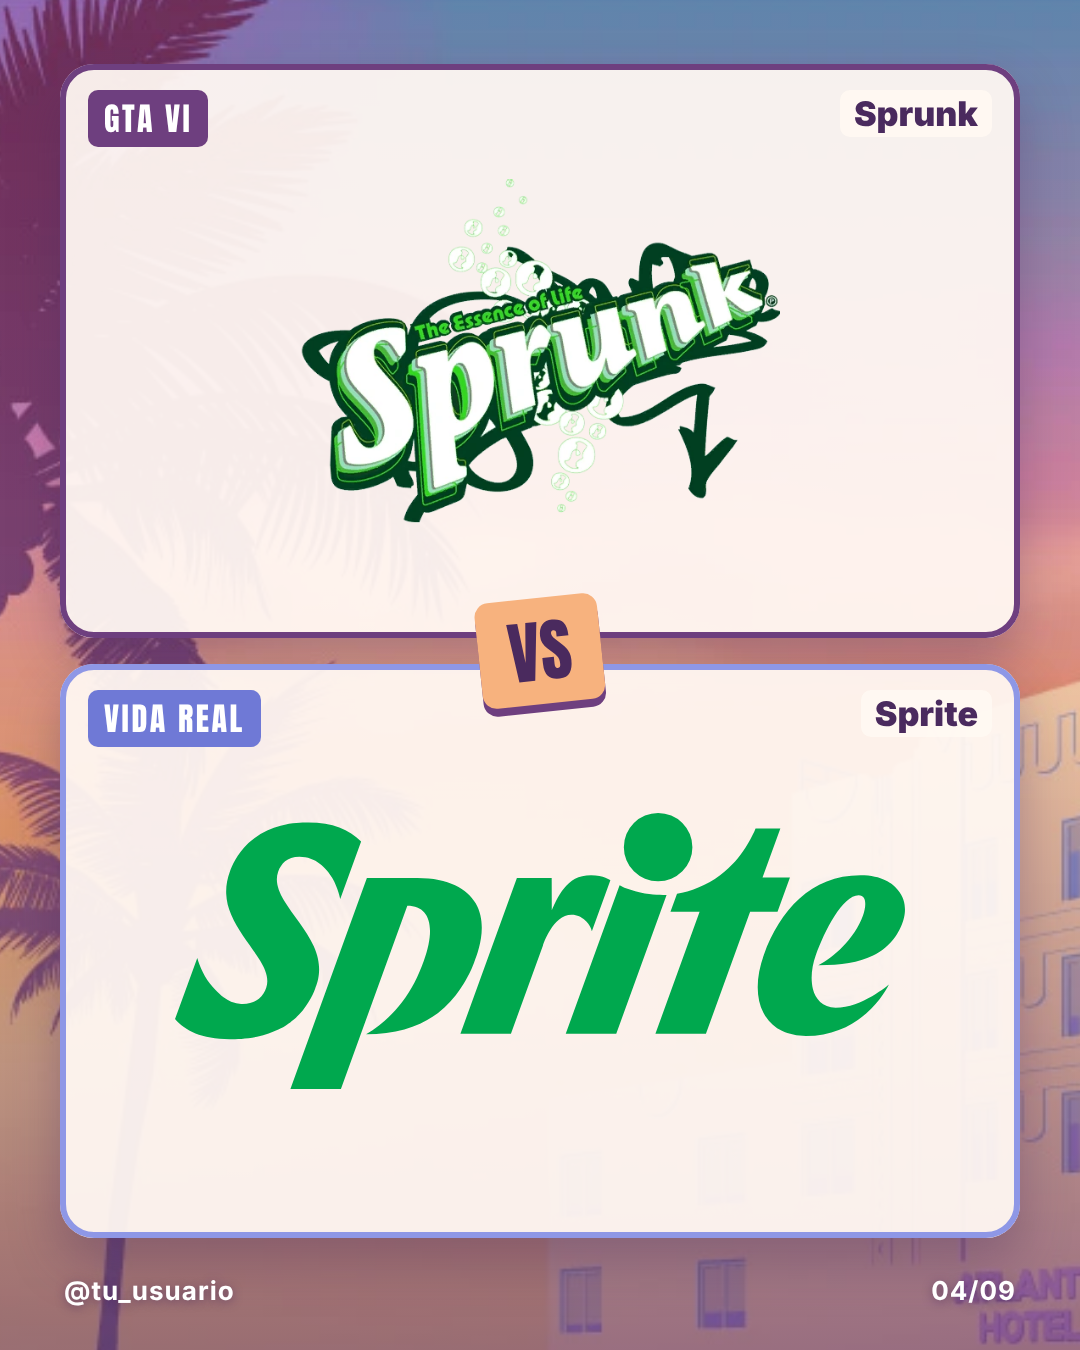 GTA VI
Sprunk
The Essence of Life
Sprunk
VS
VIDA REAL
Sprite
Sprite
@tu_usuario
04/09
HOTEL